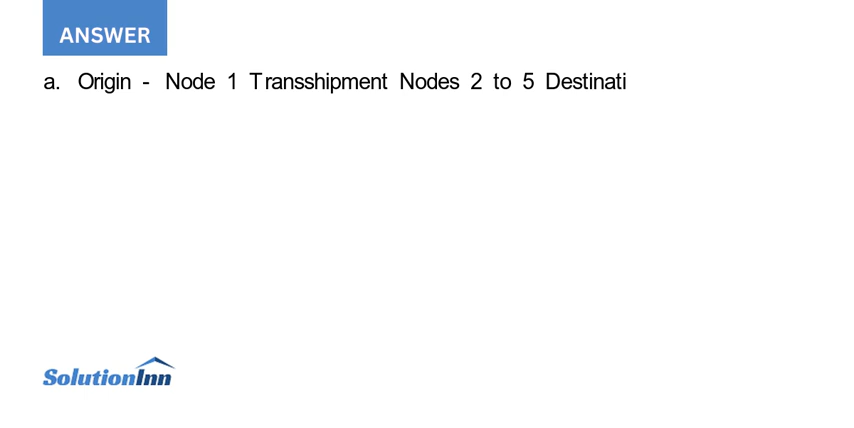 ANSWER
a. Origin - Node 1 Transshipment Nodes 2 to 5 Destinati
SolutionInn